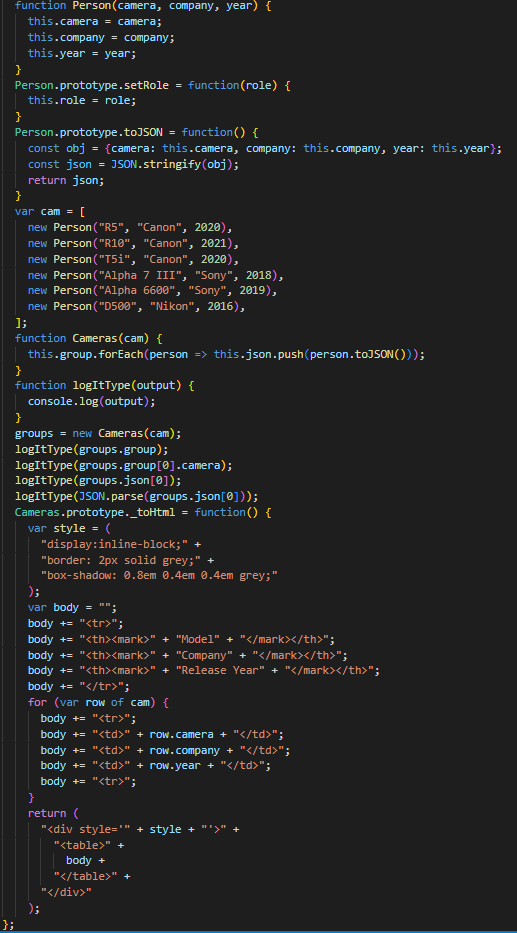 function Person(camera, company, year) {
this.camera = camera;
this.company = company;
this.year = year;
}
Person.prototype.setRole = function(role) {
this.role = role;
}
Person.prototype.toJSON = function() {
const obj = {camera: this.camera, company: this.company, year: this.year};
const json = JSON.stringify(obj);
return json;
}
var cam = [
new Person("R5", "Canon", 2020),
new Person("R10", "Canon", 2021),
new Person("T5i", "Canon", 2020),
new Person("Alpha 7 III", "Sony", 2018),
new Person("Alpha 6600", "Sony", 2019),
new Person("D500", "Nikon", 2016),
];
function Cameras(cam) {
this.group.forEach(person => this.json.push(person.toJSON()));
}
function logItType(output) {
console.log(output);
}
groups = new Cameras(cam);
logItType(groups.group);
logItType(groups.group[0].camera);
logItType(groups.json[0]);
logItType(JSON.parse(groups.json[0]));
Cameras.prototype._toHtml = function() {
var style = (
"display:inline-block;" +
"border: 2px solid grey;" +
"box-shadow: 0.8em 0.4em 0.4em grey;"
);
var body = "";
body += "<tr>";
body += "<th><mark>" + "Model" + "</mark></th>";
body += "<th><mark>" + "Company" + "</mark></th>";
body += "<th><mark>" + "Release Year" + "</mark></th>";
body += "</tr>";
for (var row of cam) {
body += "<tr>";
body += "<td>" + row.camera + "</td>";
body += "<td>" + row.company + "</td>";
body += "<td>" + row.year + "</td>";
body += "<tr>";
}
return (
"<div style='" + style + "'>" +
"<table>" +
body +
"</table>" +
"</div>"
);
};